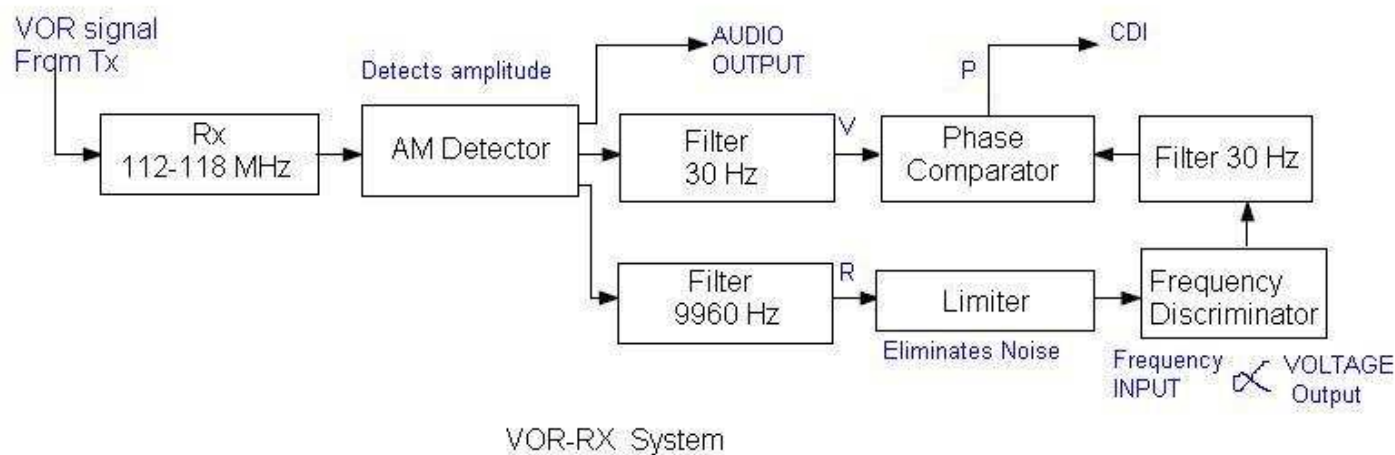 VOR signal
From Tx
Rx
112-118 MHz
Detects amplitude
AM Detector
AUDIO
OUTPUT
Filter
30 Hz
V
Phase
Comparator
P
CDI
Filter 30 Hz
Filter
9960 Hz
R
Limiter
Eliminates Noise
Frequency
Discriminator
Frequency
INPUT
∝
VOLTAGE
Output
VOR-RX System